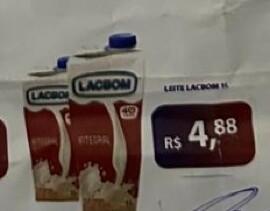 LACBOM
LACBOM
INTEGRAL
INTEGRAL
LEITE LACBOM 1L
R$ 4,88